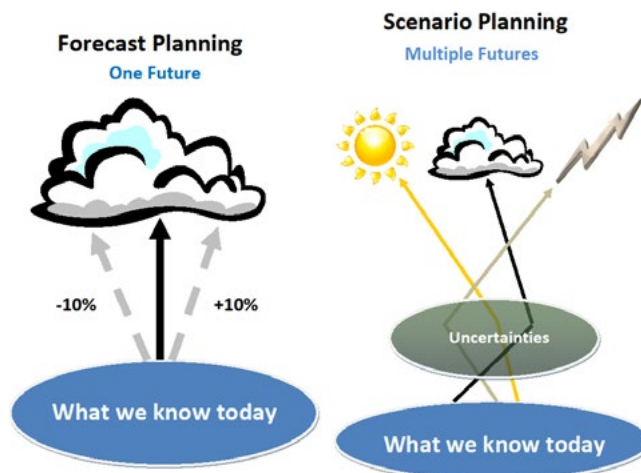 Forecast Planning
One Future
-10%
+10%
What we know today
Scenario Planning
Multiple Futures
Uncertainties
What we know today